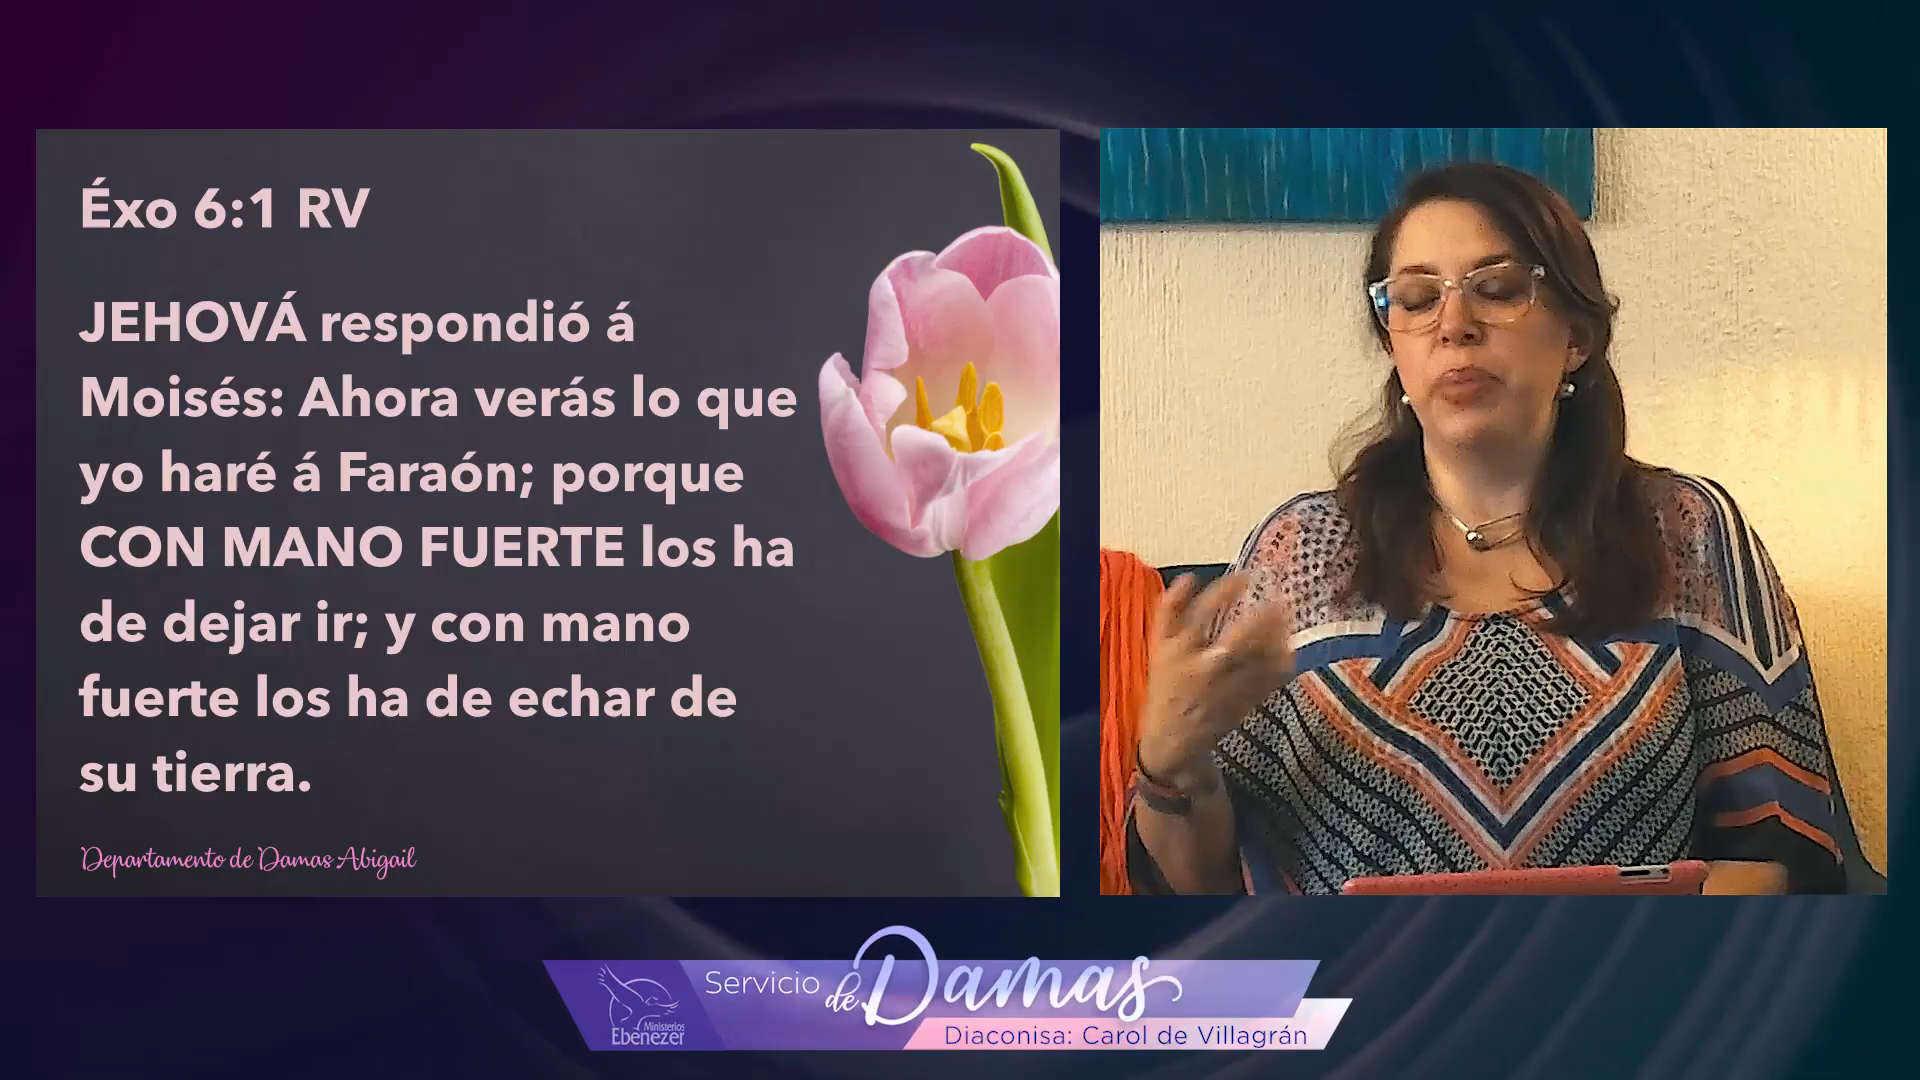 Éxo 6:1 RV
JEHOVÁ respondió á
Moisés: Ahora verás lo que
yo haré á Faraón; porque
CON MANO FUERTE los ha
de dejar ir; y con mano
fuerte los ha de echar de
su tierra.
Departamento de Damas Abigail
Servicio de Damas
Ministerios
Ebenezer
Diaconisa: Carol de Villagrán